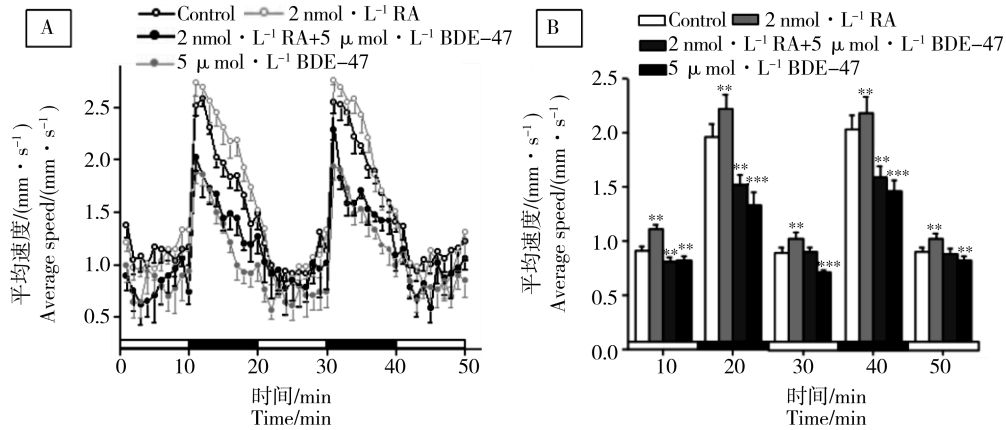 A
Control 2 nmol·L⁻¹ RA
2 nmol·L⁻¹ RA+5 μmol·L⁻¹ BDE-47
5 μmol·L⁻¹ BDE-47
平均速度/(mm·s⁻¹)
Average speed/(mm·s⁻¹)
2.5
2.0
1.5
1.0
0.5
0 10 20 30 40 50
时间/min
Time/min
B
Control 2 nmol·L⁻¹ RA
2 nmol·L⁻¹ RA+5 μmol·L⁻¹ BDE-47
5 μmol·L⁻¹ BDE-47
平均速度/(mm·s⁻¹)
Average speed/(mm·s⁻¹)
2.5
2.0
1.5
1.0
0.5
0.0
** ** ** ***
** ** ***
** ** ***
** ** **
10 20 30 40 50
时间/min
Time/min